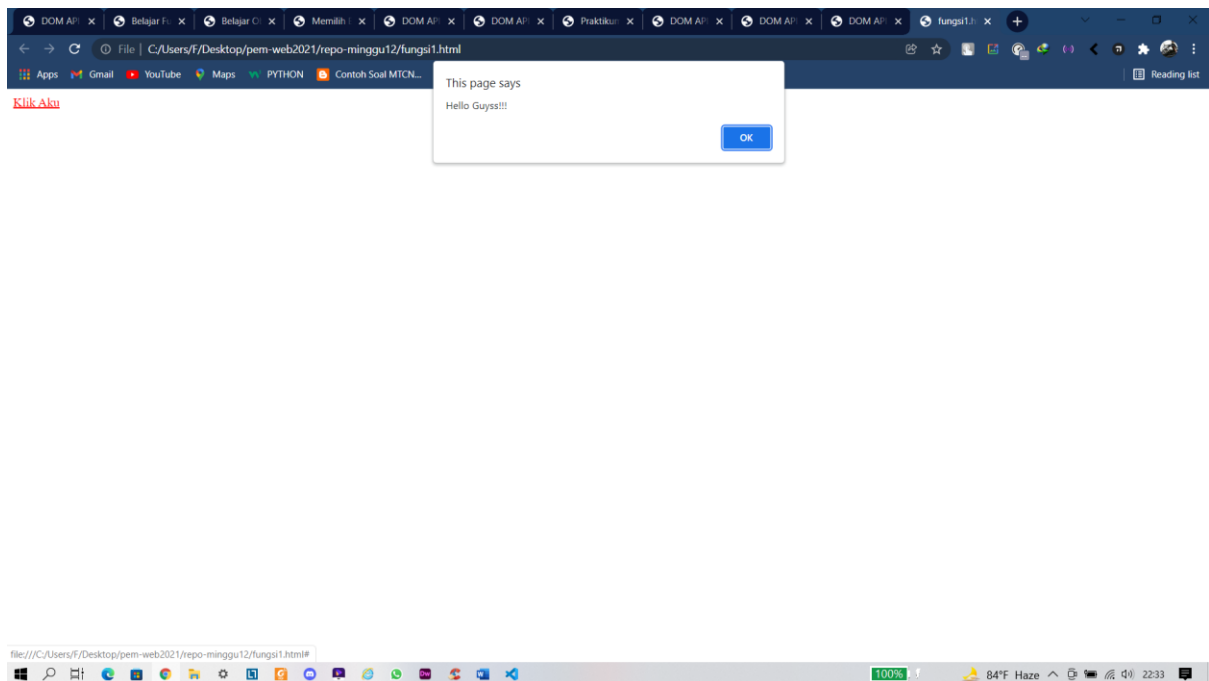 DOM API Belajar Fu Belajar O Memilih DOM API DOM API Praktikum DOM API DOM API DOM API fungsi1.h
File | C:/Users/F/Desktop/pem-web2021/repo-minggu12/fungsi1.html
Apps Gmail YouTube Maps PYTHON Contoh Soal MTCN... Reading list
This page says
Hello Guyss!!!
OK
Klik Aku
file:///C:/Users/F/Desktop/pem-web2021/repo-minggu12/fungsi1.html#
100% 84°F Haze 22:33